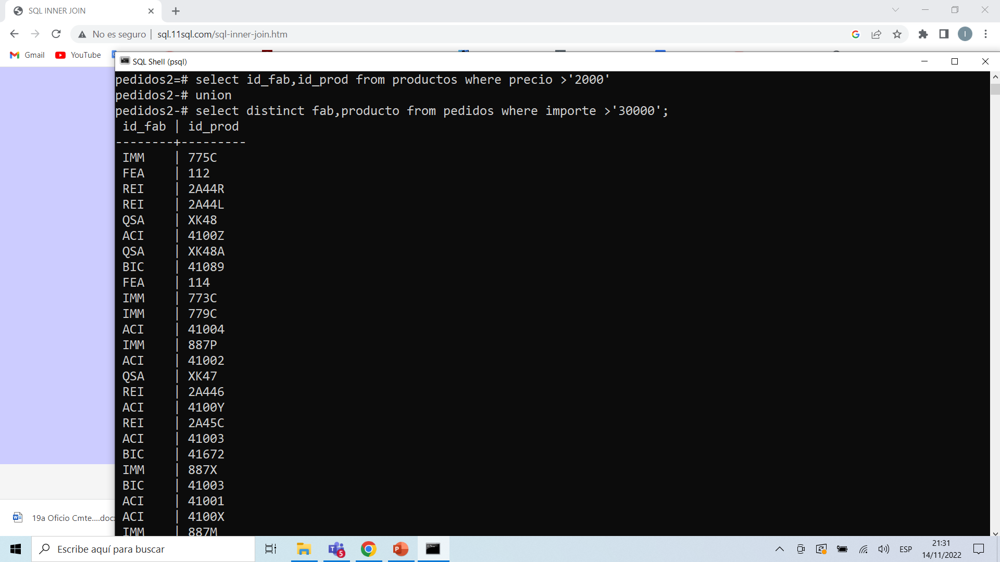 SQL INNER JOIN
No es seguro | sql.11sql.com/sql-inner-join.htm
I
Gmail YouTube
SQL Shell (psql)
pedidos2=# select id_fab,id_prod from productos where precio >'2000'
pedidos2-# union
pedidos2-# select distinct fab,producto from pedidos where importe >'30000';
id_fab | id_prod
--------+---------
IMM | 775C
FEA | 112
REI | 2A44R
REI | 2A44L
QSA | XK48
ACI | 4100Z
QSA | XK48A
BIC | 41089
FEA | 114
IMM | 773C
IMM | 779C
ACI | 41004
IMM | 887P
ACI | 41002
QSA | XK47
REI | 2A446
ACI | 4100Y
REI | 2A45C
ACI | 41003
BIC | 41672
IMM | 887X
BIC | 41003
ACI | 41001
ACI | 4100X
IMM | 887M
19a Oficio Cmte....docx
Escribe aquí para buscar
5
ESP
21:31
14/11/2022